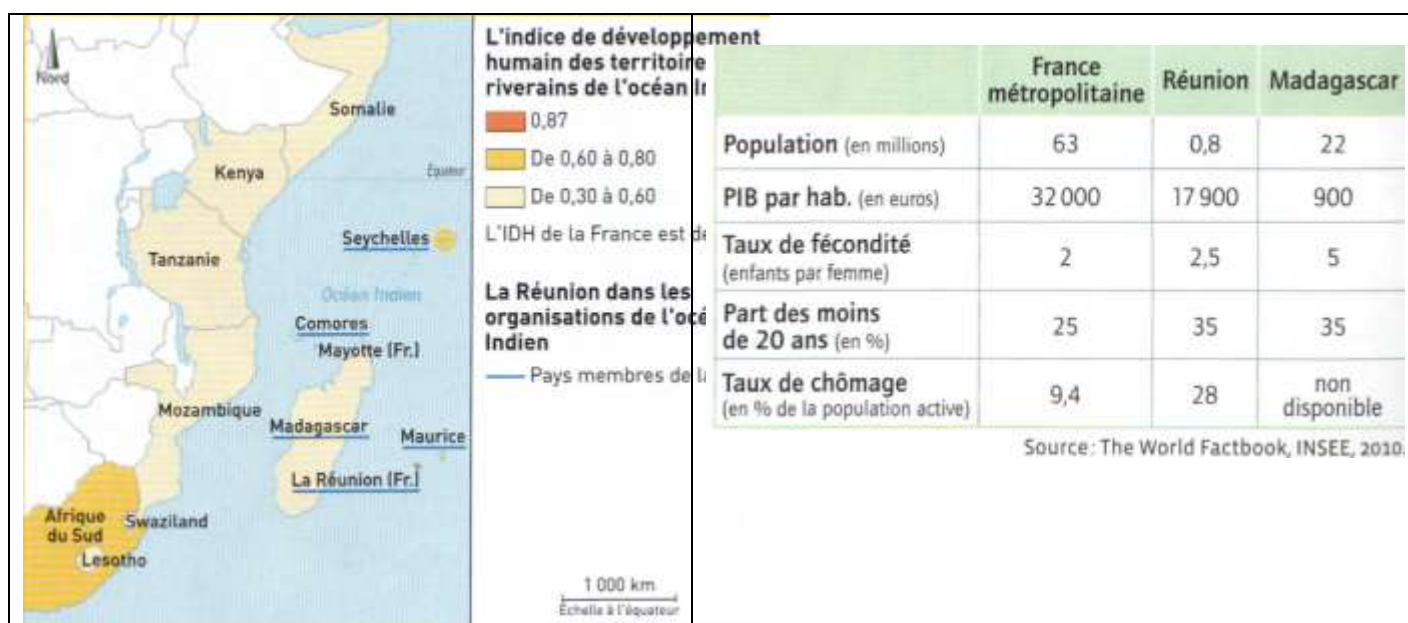 Nord
Somalie
Kenya
Équateur
Seychelles
Tanzanie
Océan Indien
Comores
Mayotte (Fr.)
Mozambique
Madagascar
Maurice
La Réunion (Fr.)
Afrique
du Sud
Swaziland
Lesotho
L'indice de développement
humain des territoire
riverains de l'océan I
0,87
De 0,60 à 0,80
De 0,30 à 0,60
L'IDH de la France est de
La Réunion dans les
organisations de l'océ
Indien
Pays membres de la
1 000 km
Échelle à l'équateur
France métropolitaine Réunion Madagascar
Population (en millions) 63 0,8 22
PIB par hab. (en euros) 32 000 17 900 900
Taux de fécondité
(enfants par femme) 2 2,5 5
Part des moins
de 20 ans (en %) 25 35 35
Taux de chômage
(en % de la population active) 9,4 28 non disponible
Source : The World Factbook, INSEE, 2010.